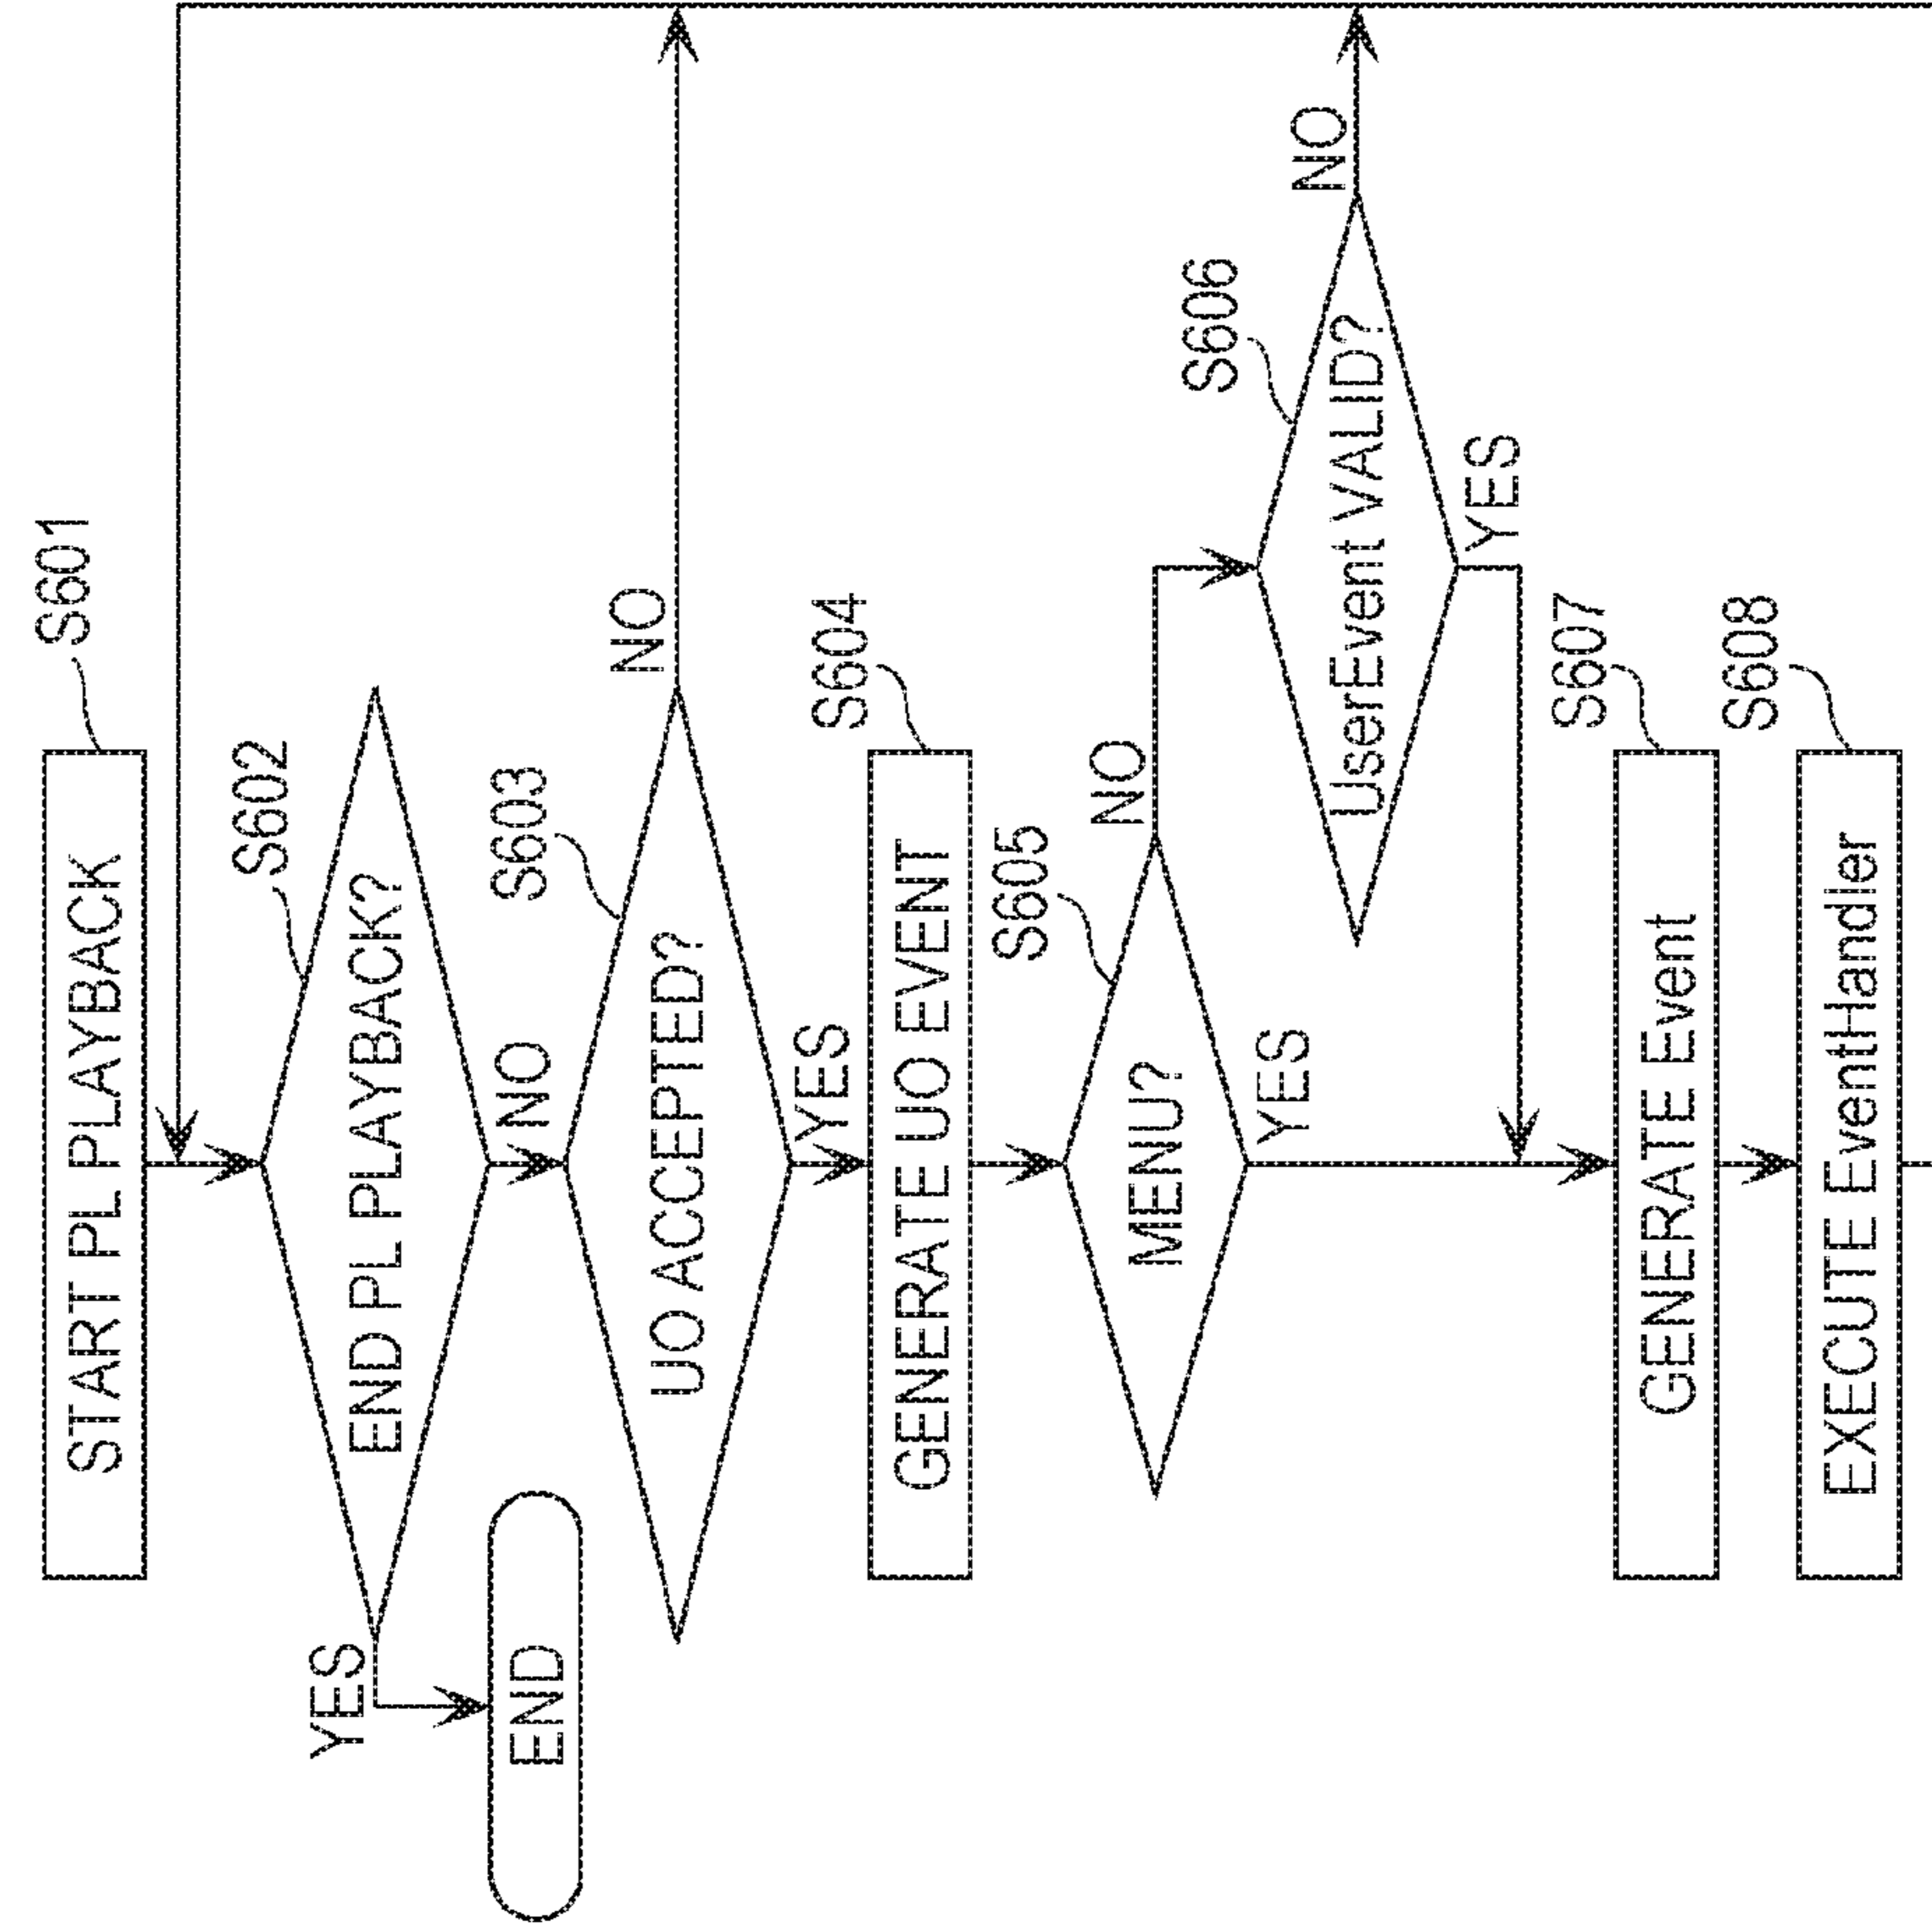 S601
START PL PLAYBACK
S602
END PL PLAYBACK?
YES
NO
END
S603
UO ACCEPTED?
NO
YES
S604
GENERATE UO EVENT
S605
MENU?
NO
YES
S606
UserEvent VALID?
NO
YES
S607
GENERATE Event
S608
EXECUTE EventHandler